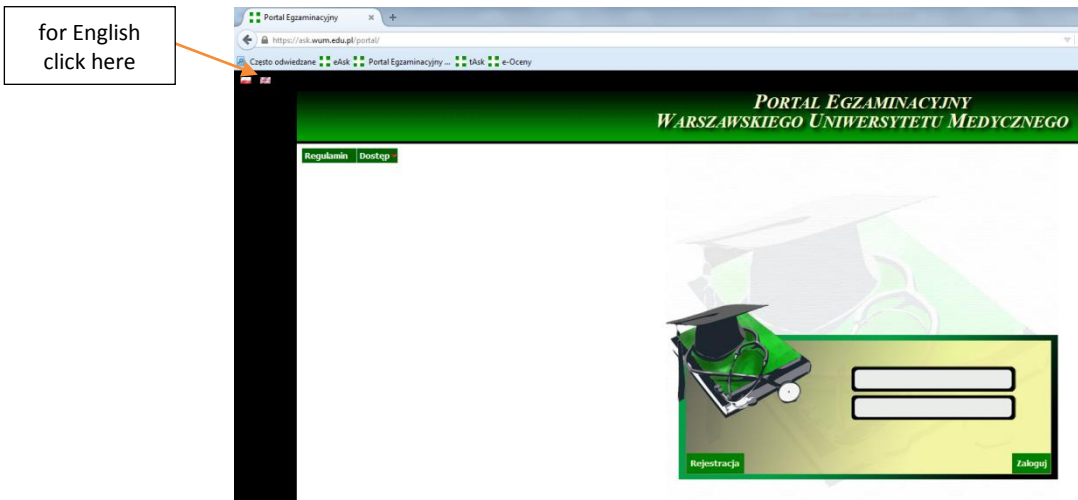 for English
click here
Portal Egzaminacyjny × +
https://ask.wum.edu.pl/portal/
Często odwiedzane eAsk Portal Egzaminacyjny ... tAsk e-Oceny
PORTAL EGZAMINACYJNY
WARSZAWSKIEGO UNIWERSYTETU MEDYCZNEGO
Regulamin Dostęp
Rejestracja Zaloguj